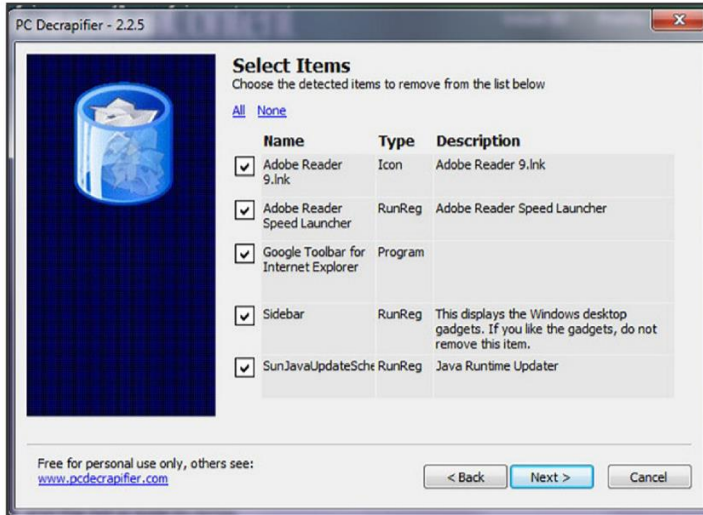 PC Decrapifier - 2.2.5
Select Items
Choose the detected items to remove from the list below
All None
Name Type Description
Adobe Reader Icon Adobe Reader 9.lnk
9.lnk
Adobe Reader RunReg Adobe Reader Speed Launcher
Speed Launcher
Google Toolbar for Program
Internet Explorer
Sidebar RunReg This displays the Windows desktop
gadgets. If you like the gadgets, do not
remove this item.
SunJavaUpdateSche RunReg Java Runtime Updater
Free for personal use only, others see:
www.pcdecrapifier.com
< Back Next > Cancel